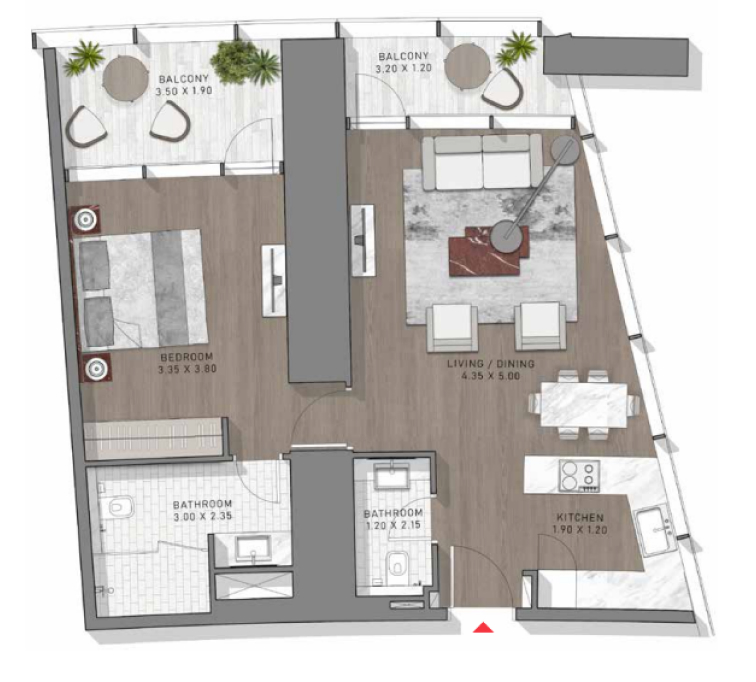 BALCONY
3.50 X 1.90
BALCONY
3.20 X 1.20
BEDROOM
3.35 X 3.80
LIVING / DINING
4.35 X 5.00
BATHROOM
3.00 X 2.35
BATHROOM
1.20 X 2.15
KITCHEN
1.90 X 1.20